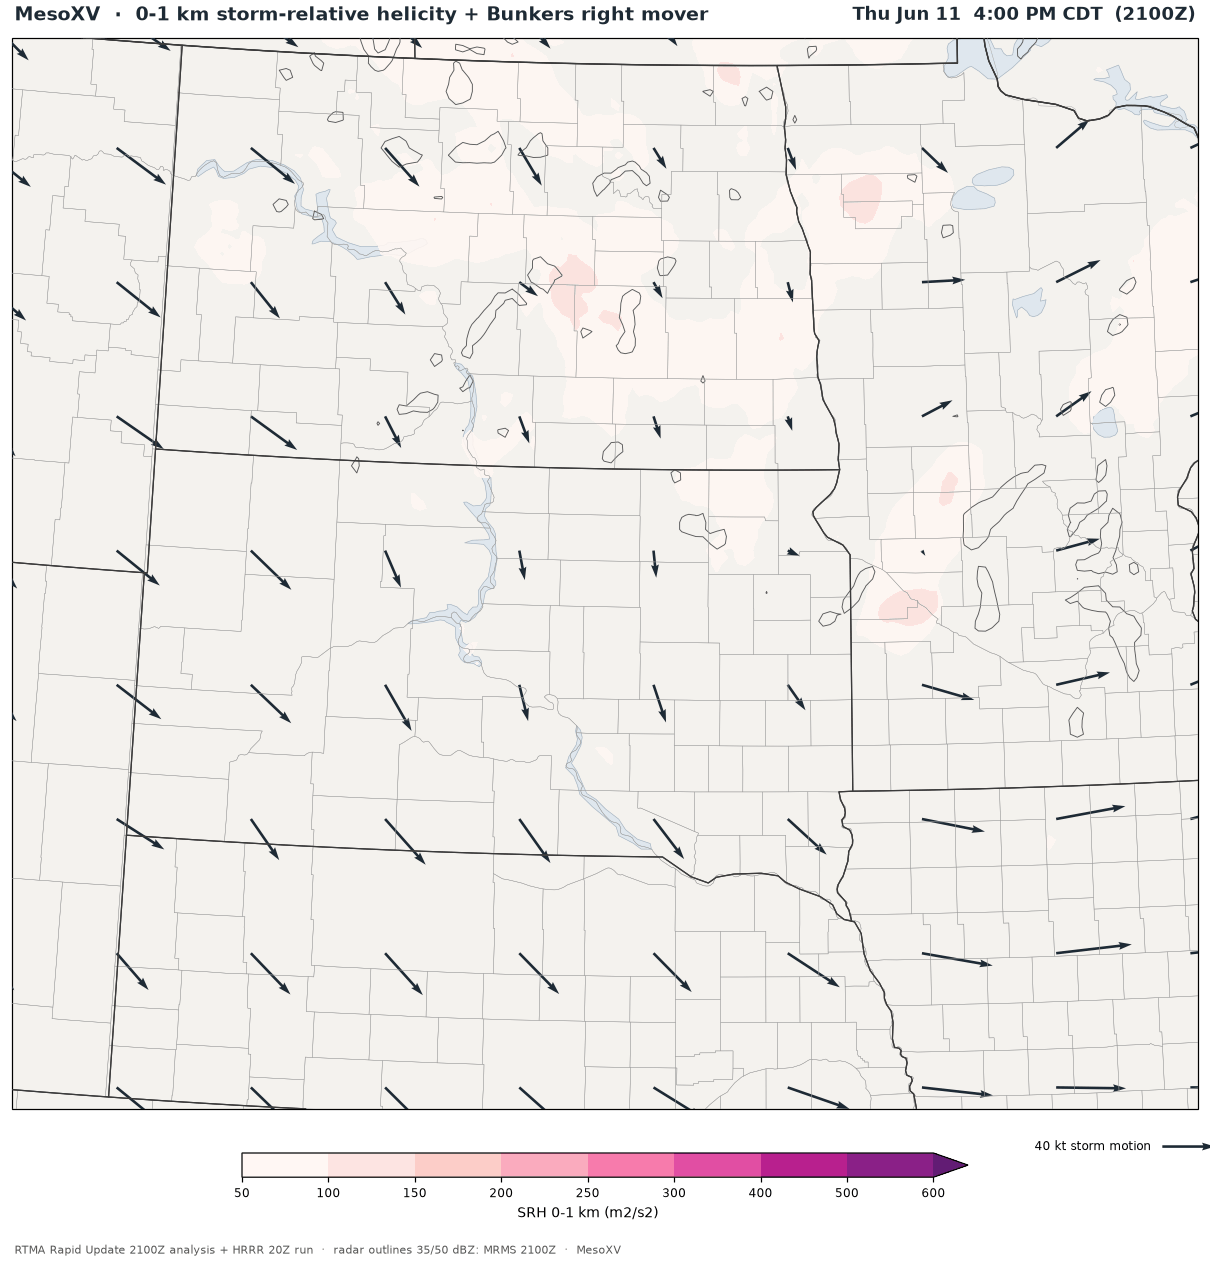 MesoXV · 0-1 km storm-relative helicity + Bunkers right mover
Thu Jun 11 4:00 PM CDT (2100Z)
40 kt storm motion
50 100 150 200 250 300 400 500 600
SRH 0-1 km (m2/s2)
RTMA Rapid Update 2100Z analysis + HRRR 20Z run · radar outlines 35/50 dBZ: MRMS 2100Z · MesoXV